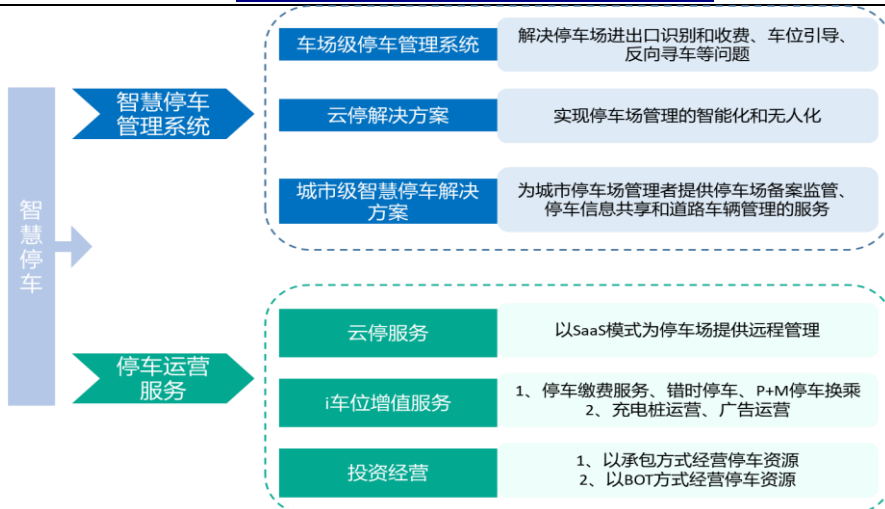 智慧停车
智慧停车
管理系统
车场级停车管理系统
解决停车场进出口识别和收费、车位引导、
反向寻车等问题
云停解决方案
实现停车场管理的智能化和无人化
城市级智慧停车解决
方案
为城市停车场管理者提供停车场备案监管、
停车信息共享和道路车辆管理的服务
停车运营
服务
云停服务
以SaaS模式为停车场提供远程管理
i车位增值服务
1、停车缴费服务、错时停车、P+M停车换乘
2、充电桩运营、广告运营
投资经营
1、以承包方式经营停车资源
2、以BOT方式经营停车资源